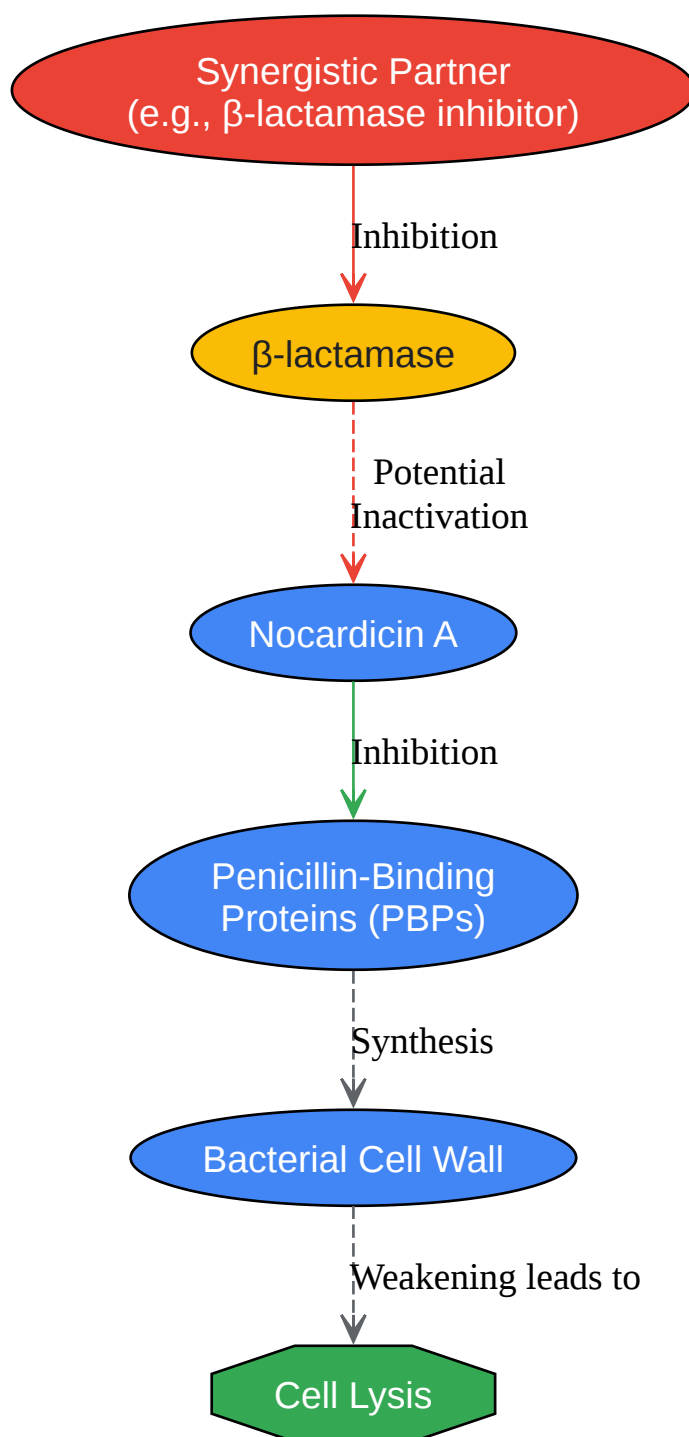 Synergistic Partner
(e.g., β-lactamase inhibitor)
Inhibition
β-lactamase
Potential
Inactivation
Nocardicin A
Inhibition
Penicillin-Binding
Proteins (PBPs)
Synthesis
Bacterial Cell Wall
Weakening leads to
Cell Lysis